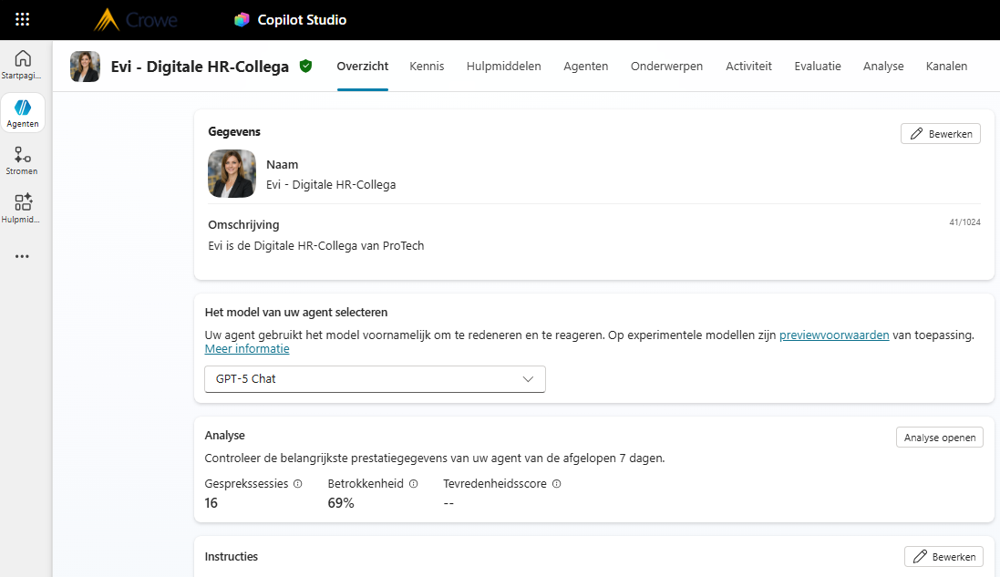 Crowe
Copilot Studio
Startpagi...
Agenten
Stromen
Hulpmid...
Evi - Digitale HR-Collega
Overzicht Kennis Hulpmiddelen Agenten Onderwerpen Activiteit Evaluatie Analyse Kanalen
Gegevens
Bewerken
Naam
Evi - Digitale HR-Collega
Omschrijving
41/1024
Evi is de Digitale HR-Collega van ProTech
Het model van uw agent selecteren
Uw agent gebruikt het model voornamelijk om te redeneren en te reageren. Op experimentele modellen zijn previewvoorwaarden van toepassing.
Meer informatie
GPT-5 Chat
Analyse
Analyse openen
Controleer de belangrijkste prestatiegegevens van uw agent van de afgelopen 7 dagen.
Gesprekssessies Betrokkenheid Tevredenheidsscore
16 69% --
Instructies
Bewerken